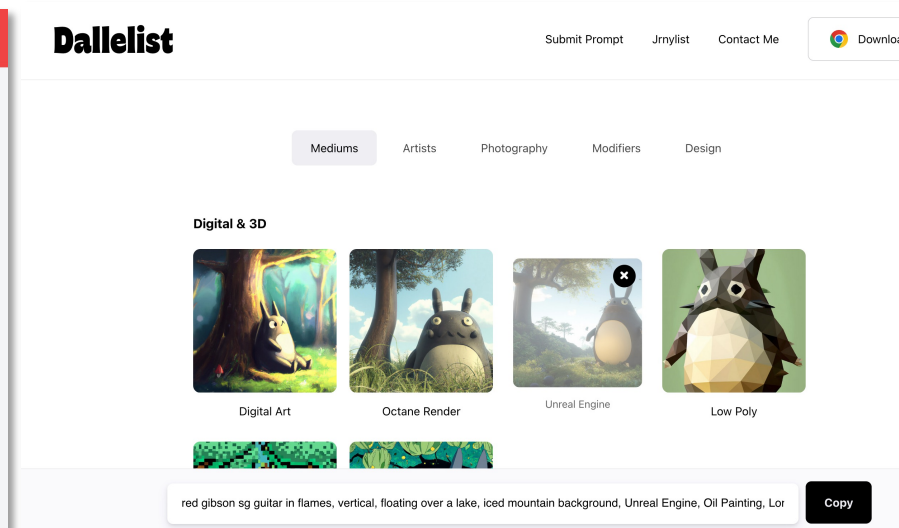 Dallelist
Submit Prompt Jrnylist Contact Me
Mediums Artists Photography Modifiers Design
Digital & 3D
Digital Art Octane Render Unreal Engine Low Poly
red gibson sg guitar in flames, vertical, floating over a lake, iced mountain background, Unreal Engine, Oil Painting,
Copy